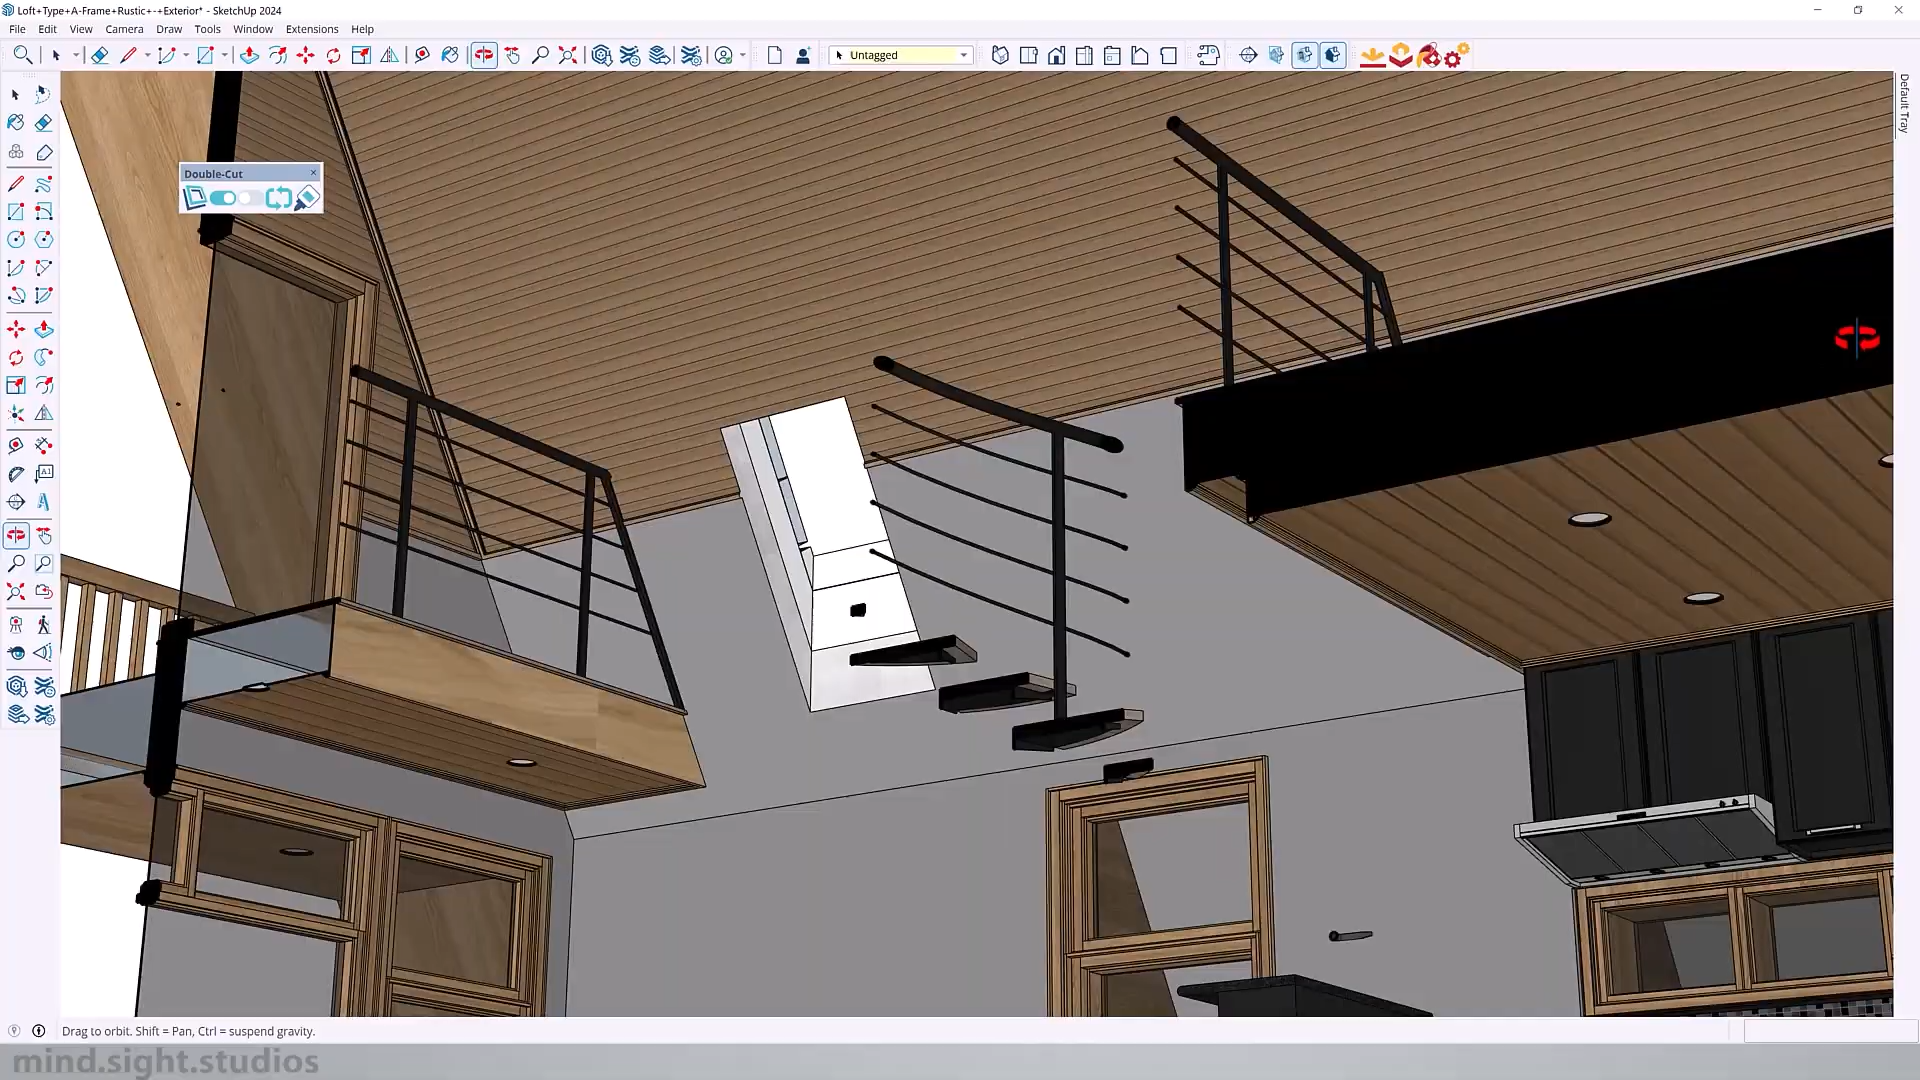 Loft+Type+A-Frame+Rustic+-+Exterior* - SketchUp 2024
File Edit View Camera Draw Tools Window Extensions Help
Untagged
Default Tray
Double-Cut
A1
A
Drag to orbit. Shift = Pan, Ctrl = suspend gravity.
mind.sight.studios